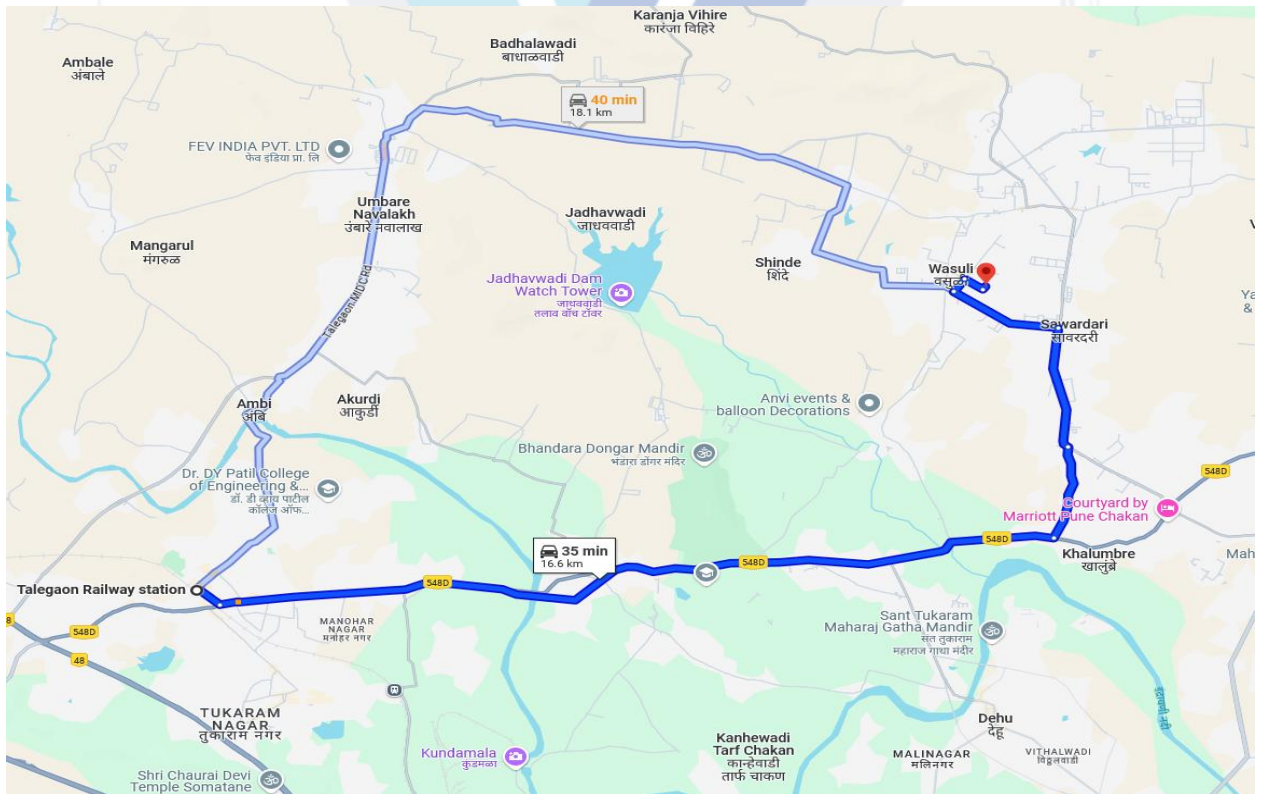 Karanja Vihire
कारंजा विहिरे
Badhalawadi
बाधाळवाडी
Ambale
अंबाले
40 min
18.1 km
FEV INDIA PVT. LTD
फेव इंडिया प्रा. लि
Umbare
Navalakh
उंबारे नवालाख
Jadhavwadi
जाधववाडी
Mangarul
मंगरुळ
Shinde
शिंदे
Wasuli
वसुळी
Jadhavwadi Dam
Watch Tower
जाधववाडी
तलाव वॉच टॉवर
Talegaon MIDC Rd
Sawardari
सावरदरी
Akurdi
आकुर्डी
Ambi
अंबि
Anvi events &
balloon Decorations
Bhandara Dongar Mandir
भंडारा डोंगर मंदिर
Dr. DY Patil College
of Engineering &...
डॉ. डी व्हाय पाटील
कॉलेज ऑफ...
548D
Courtyard by
Marriott Pune Chakan
35 min
16.6 km
548D
548D
548D
Khalumbre
खालुंब्रे
Mah
Talegaon Railway station
MANOHAR
NAGAR
मनोहर नगर
Sant Tukaram
Maharaj Gatha Mandir
संत तुकाराम
महाराज गाथा मंदीर
548D
48
TUKARAM
NAGAR
तुकाराम नगर
Dehu
देहू
Kanhewadi
Tarf Chakan
कान्हेवाडी
तार्फ चाकण
Kundamala
कुंडमळा
MALINAGAR
मलिनगर
VITHALWADI
विठ्ठलवाडी
Shri Chaurai Devi
Temple Somatane